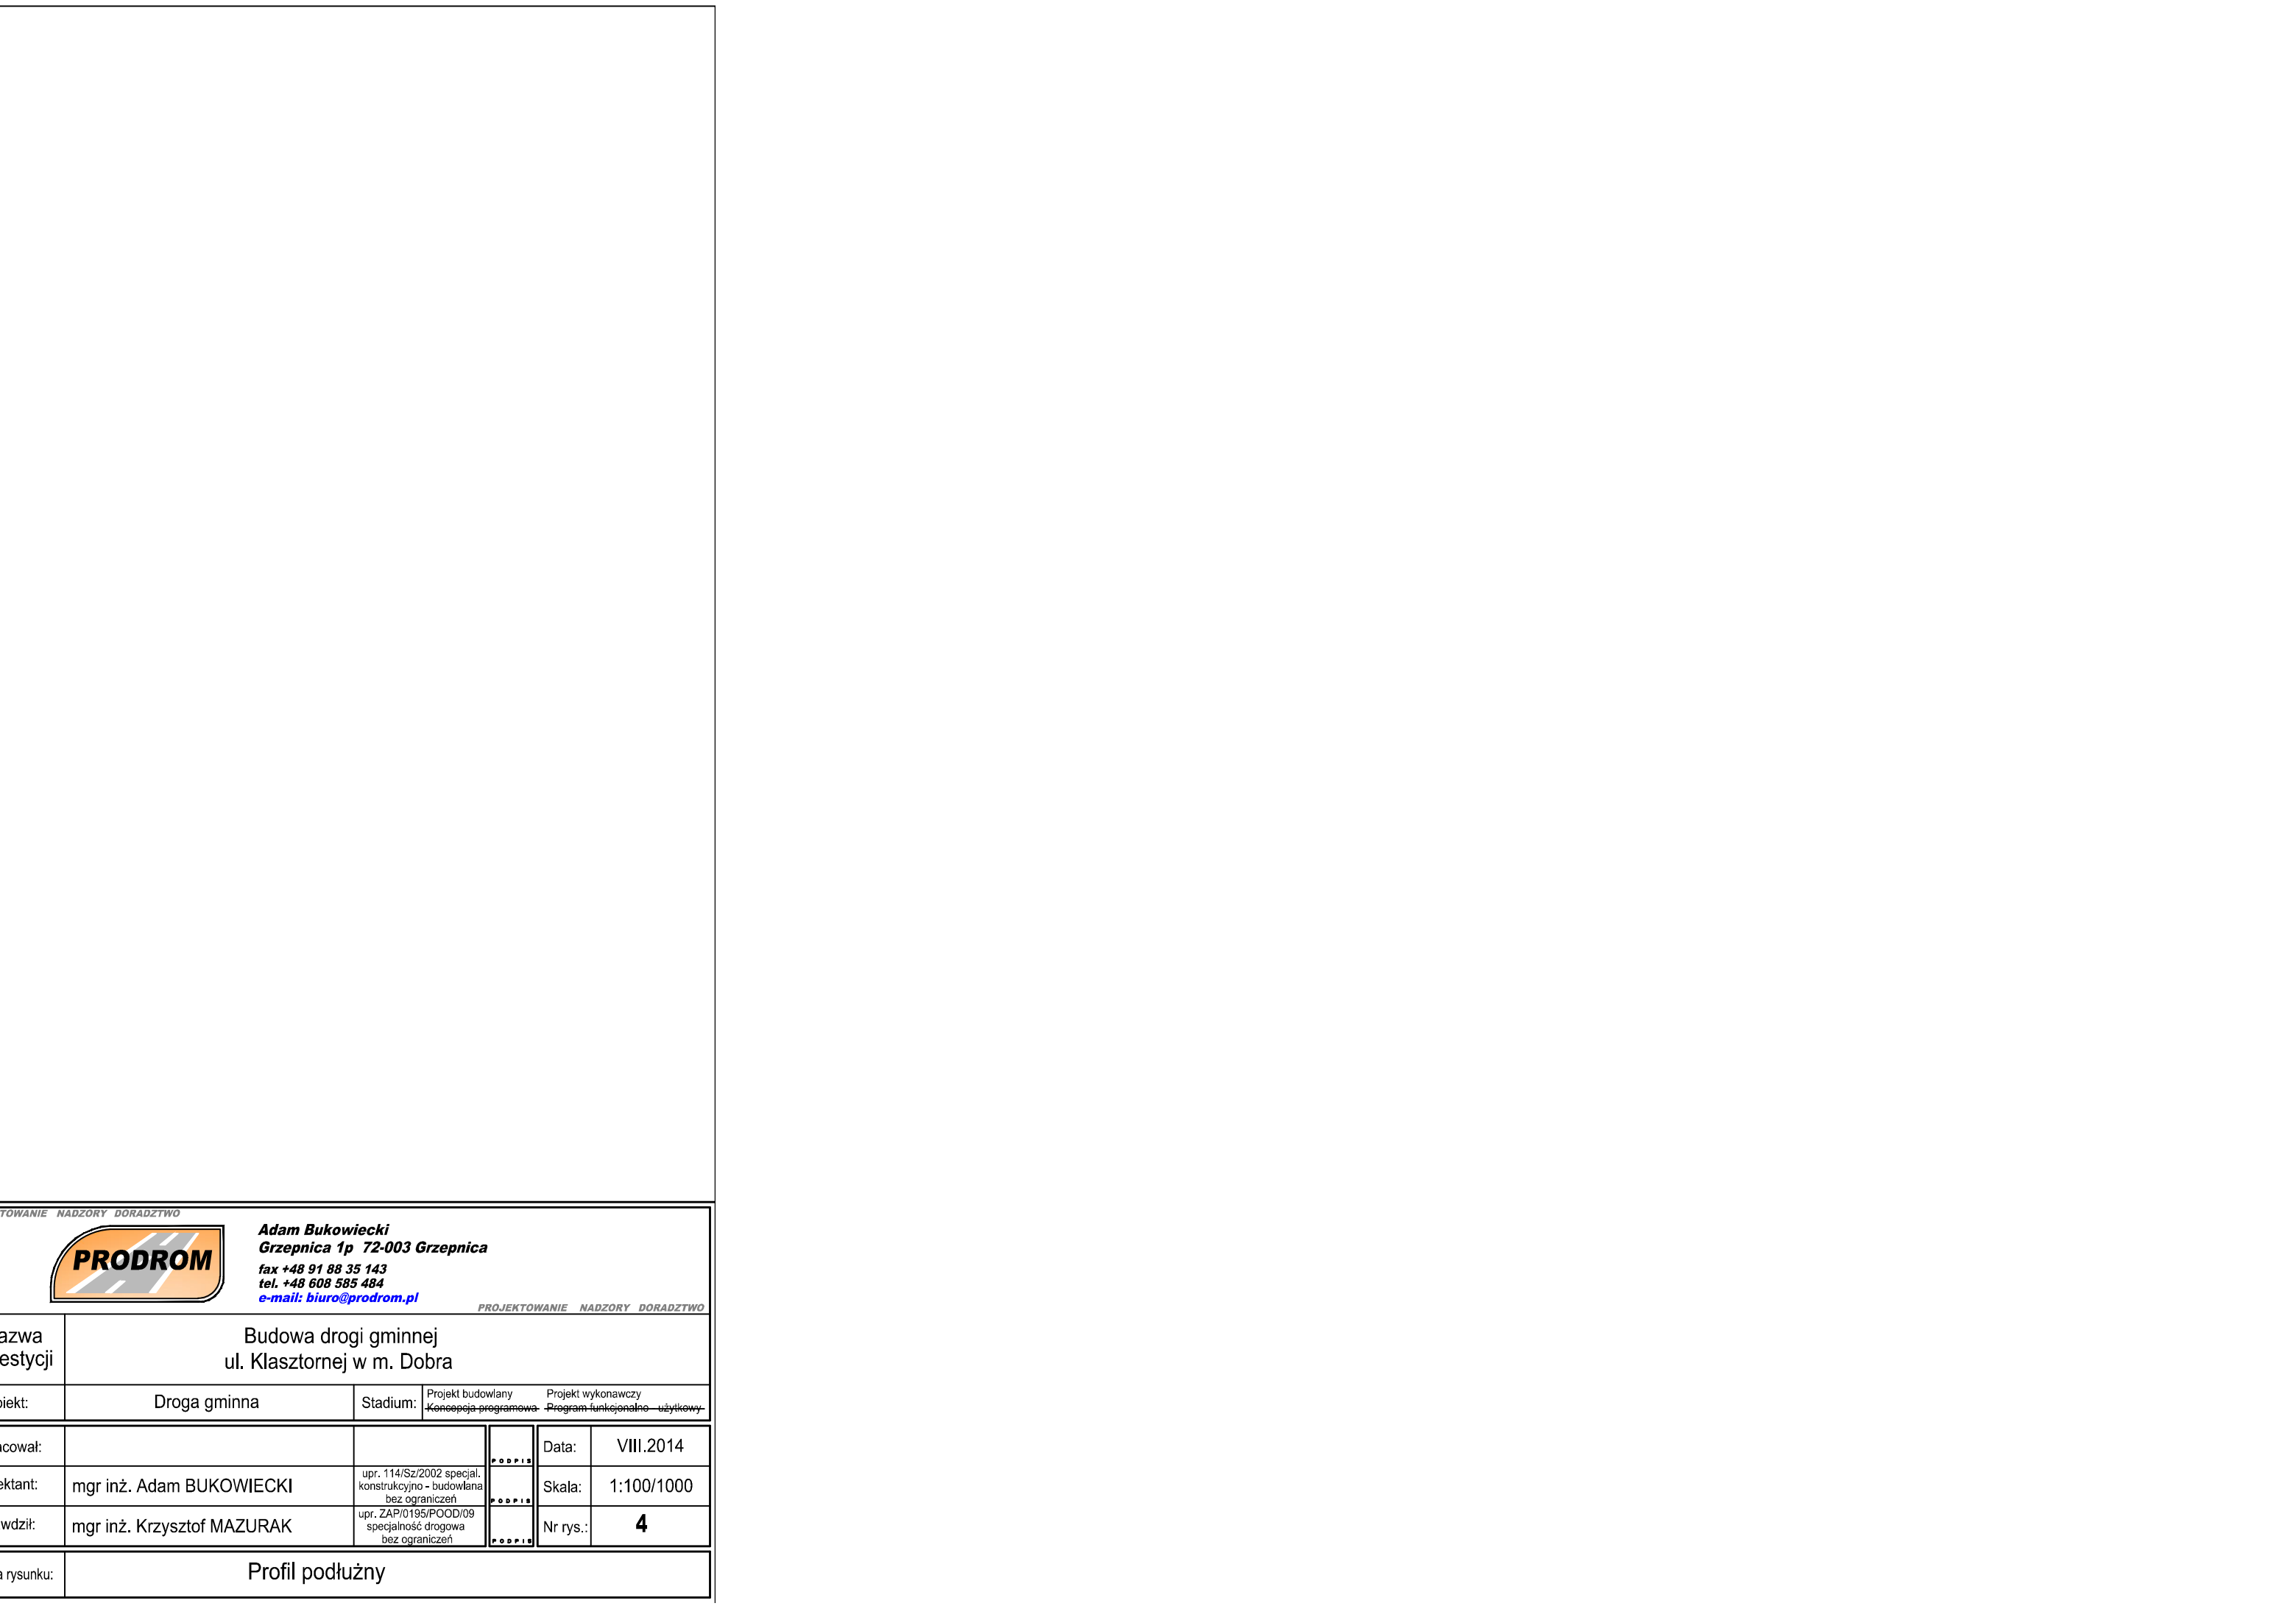 TOWANIE NADZORY DORADZTWO
PRODROM
Adam Bukowiecki
Grzepnica 1p 72-003 Grzepnica
fax +48 91 88 35 143
tel. +48 608 585 484
e-mail: biuro@prodrom.pl
PROJEKTOWANIE NADZORY DORADZTWO
azwa
estycji
Budowa drogi gminnej
ul. Klasztornej w m. Dobra
iekt:
Droga gminna
Stadium:
Projekt budowlany Projekt wykonawczy
Koncepcja programowa Program funkcjonalno - użytkowy
acował:
PODPIS
Data:
VIII.2014
ektant:
mgr inż. Adam BUKOWIECKI
upr. 114/Sz/2002 specjal.
konstrukcyjno - budowlana
bez ograniczeń
PODPIS
Skala:
1:100/1000
wdził:
mgr inż. Krzysztof MAZURAK
upr. ZAP/0195/POOD/09
specjalność drogowa
bez ograniczeń
PODPIS
Nr rys.:
4
a rysunku:
Profil podłużny